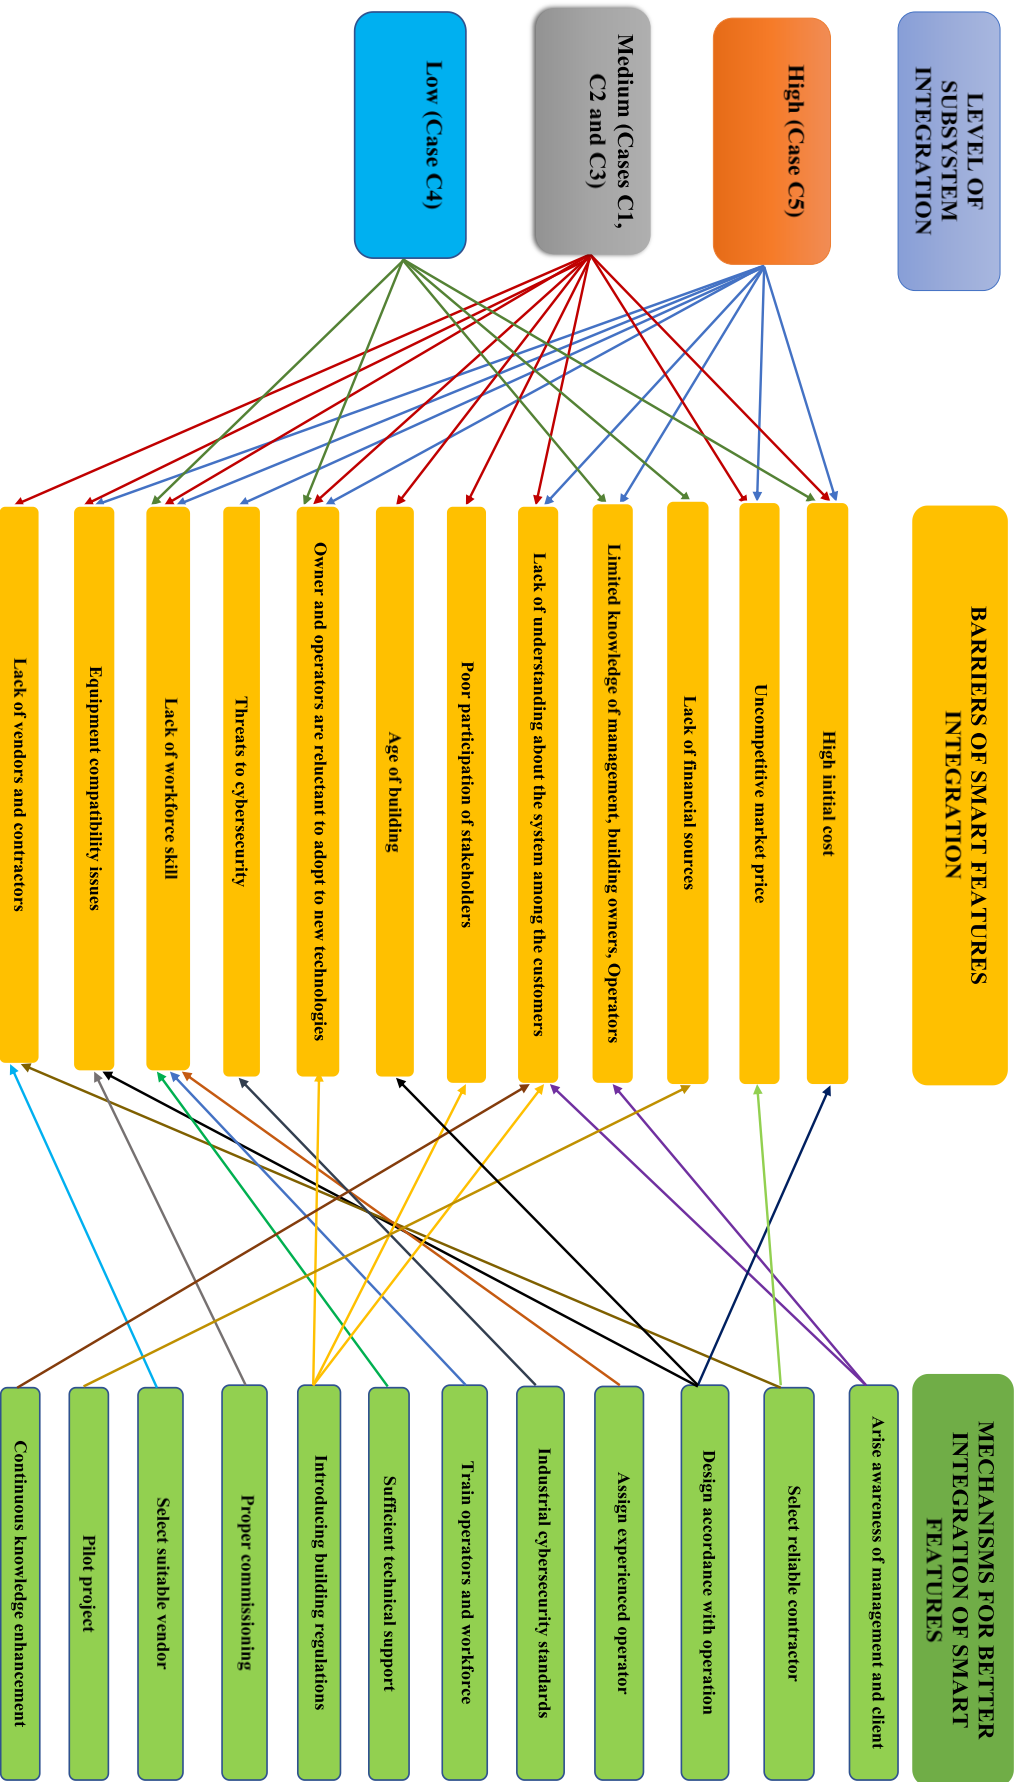 LEVEL OF
SUBSYSTEM
INTEGRATION
High (Case C5)
Medium (Cases C1,
C2 and C3)
Low (Case C4)
BARRIERS OF SMART FEATURES
INTEGRATION
High initial cost
Uncompetitive market price
Lack of financial sources
Limited knowledge of management, building owners, Operators
Lack of understanding about the system among the customers
Poor participation of stakeholders
Age of building
Owner and operators are reluctant to adopt to new technologies
Threats to cybersecurity
Lack of workforce skill
Equipment compatibility issues
Lack of vendors and contractors
MECHANISMS FOR BETTER
INTEGRATION OF SMART
FEATURES
Arise awareness of management and client
Select reliable contractor
Design accordance with operation
Assign experienced operator
Industrial cybersecurity standards
Train operators and workforce
Sufficient technical support
Introducing building regulations
Proper commissioning
Select suitable vendor
Pilot project
Continuous knowledge enhancement